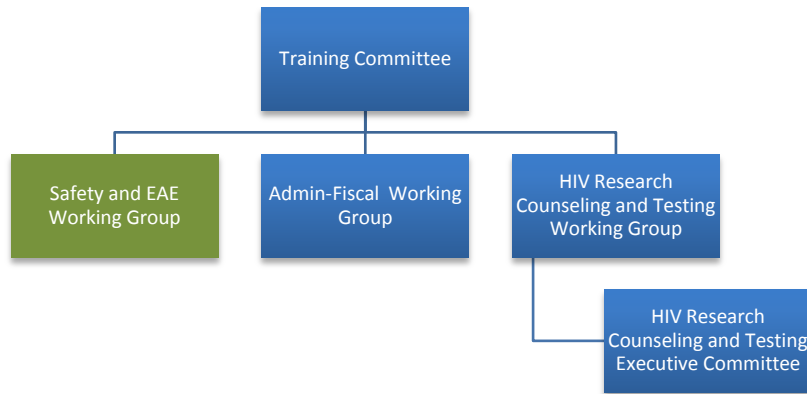 Training Committee
Safety and EAE
Working Group
Admin-Fiscal Working
Group
HIV Research
Counseling and Testing
Working Group
HIV Research
Counseling and Testing
Executive Committee